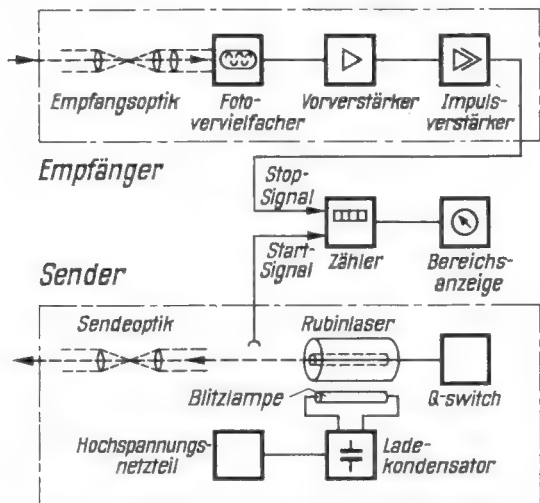 Empfangsoptik
Foto-
vervielfacher
Vorverstärker
Impuls-
verstärker
Empfänger
Stop-
Signal
Start-
Signal
Zähler
Bereichs-
anzeige
Sender
Sendeoptik
Rubinlaser
Blitzlampe
Q-switch
Hochspannungs-
netzteil
Lade-
kondensator